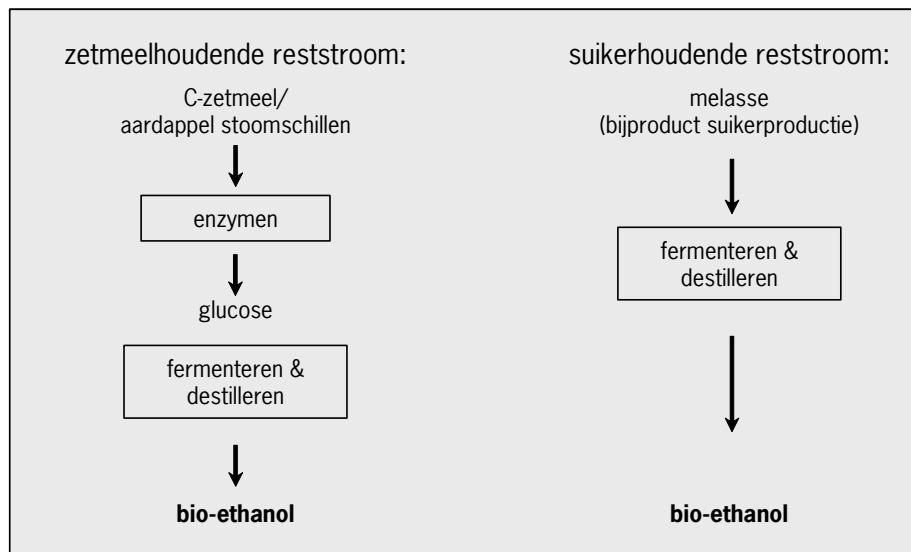 zetmeelhoudende reststroom:
C-zetmeel/
aardappel stoomschillen
enzymen
glucose
fermenteren &
destilleren
bio-ethanol
suikerhoudende reststroom:
melasse
(bijproduct suikerproductie)
fermenteren &
destilleren
bio-ethanol